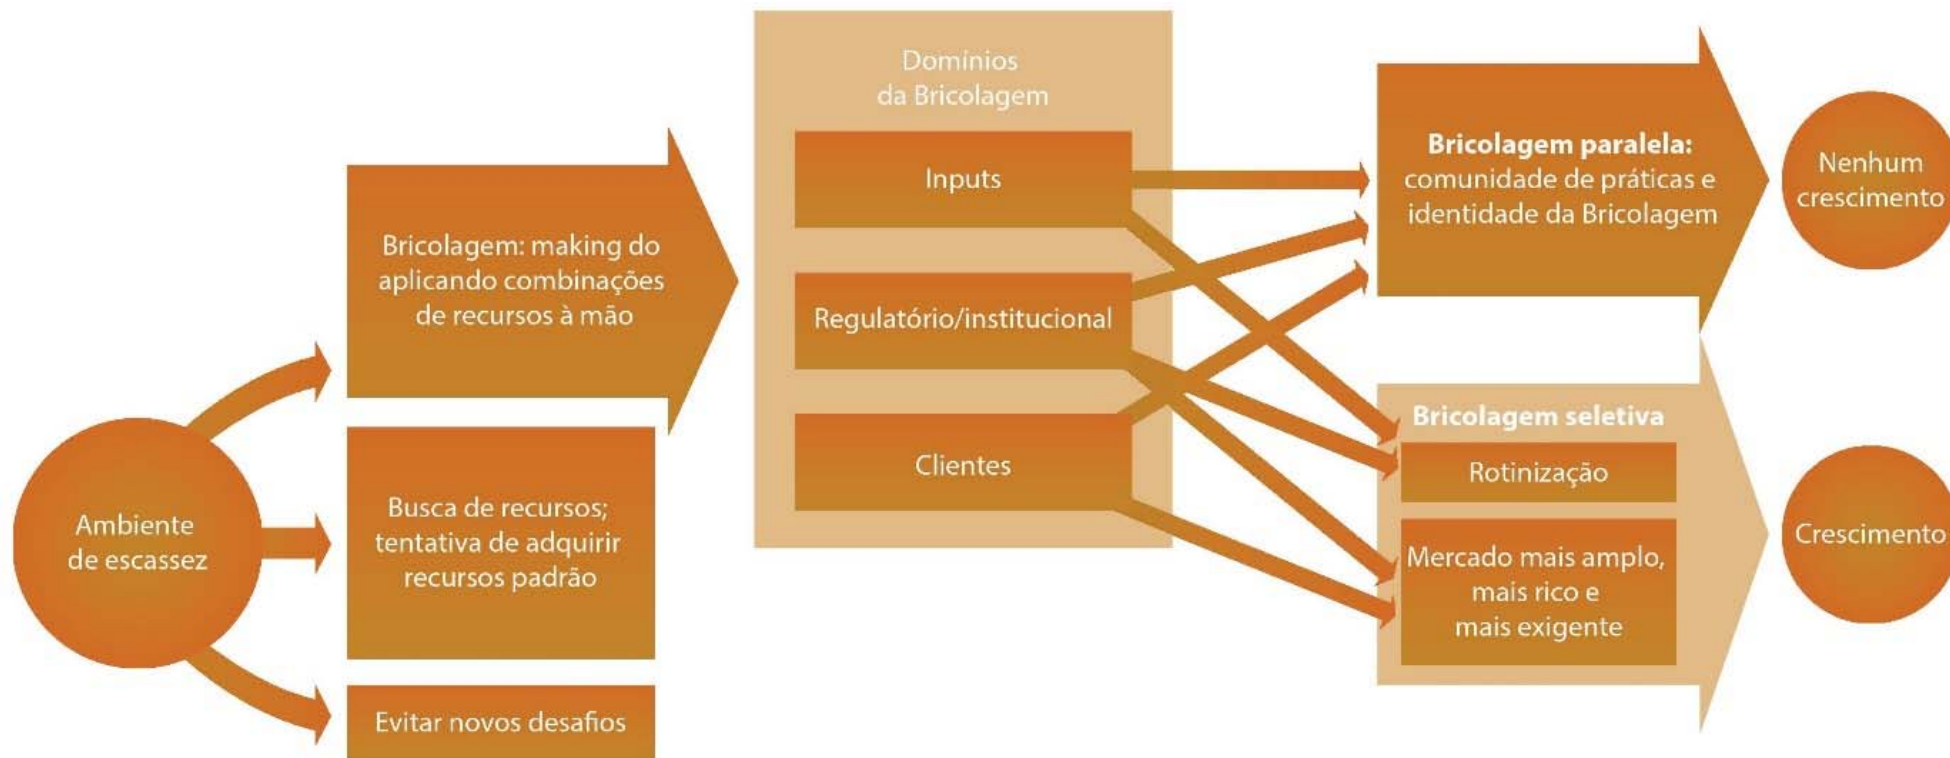 Ambiente
de escassez
Bricolagem: making do
aplicando combinações
de recursos à mão
Busca de recursos;
tentativa de adquirir
recursos padrão
Evitar novos desafios
Domínios
da Bricolagem
Inputs
Regulatório/institucional
Clientes
Bricolagem paralela:
comunidade de práticas e
identidade da Bricolagem
Nenhum
crescimento
Bricolagem seletiva
Rotinização
Mercado mais amplo,
mais rico e
mais exigente
Crescimento